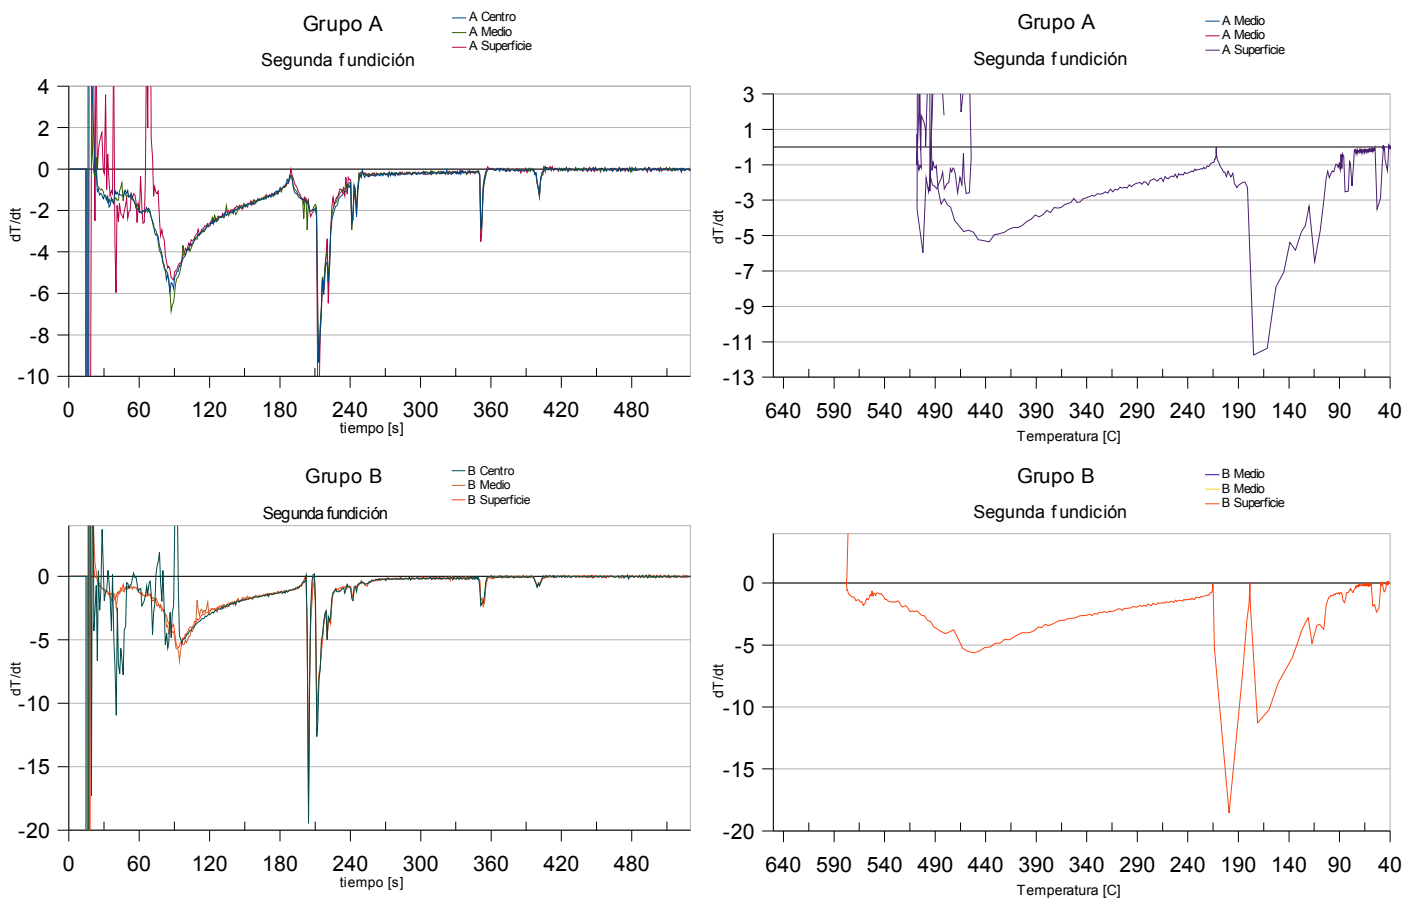 Grupo A
A Centro
A Medio
A Superficie
Segunda fundición
4
2
0
-2
-4
-6
-8
-10
dT/dt
0 60 120 180 240 300 360 420 480
tiempo [s]
Grupo A
A Medio
A Medio
A Superficie
Segunda fundición
3
1
-1
-3
-5
-7
-9
-11
-13
dT/dt
640 590 540 490 440 390 340 290 240 190 140 90 40
Temperatura [C]
Grupo B
B Centro
B Medio
B Superficie
Segunda fundición
0
-5
-10
-15
-20
dT/dt
0 60 120 180 240 300 360 420 480
tiempo [s]
Grupo B
B Medio
B Medio
B Superficie
Segunda fundición
0
-5
-10
-15
-20
dT/dt
640 590 540 490 440 390 340 290 240 190 140 90 40
Temperatura [C]